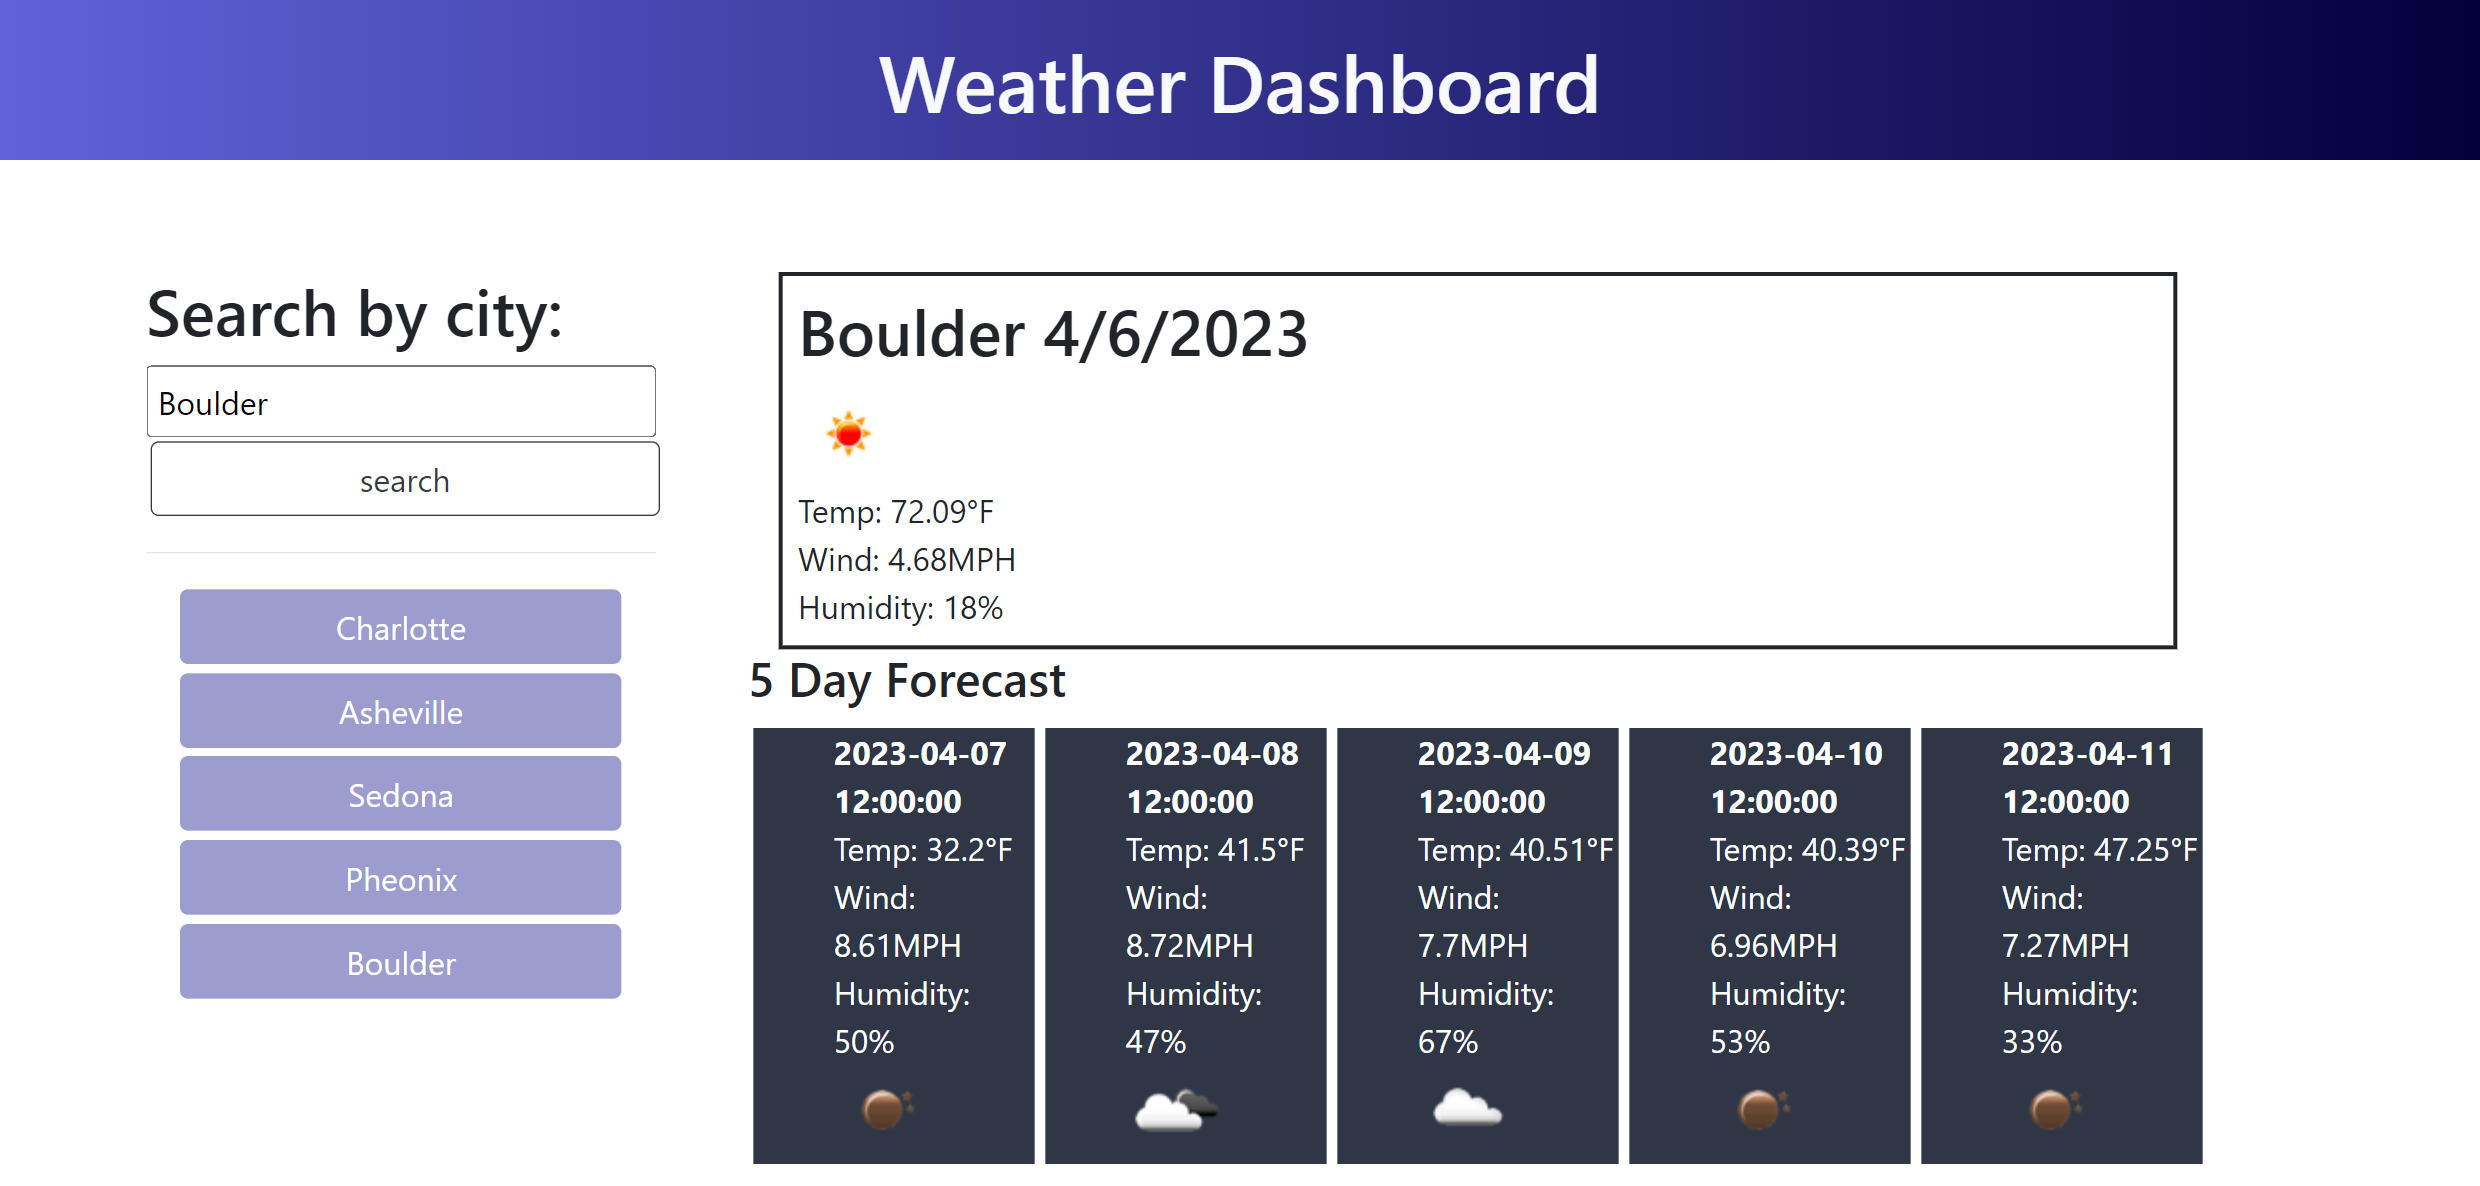 Weather Dashboard
Search by city:
Boulder
search
Charlotte
Asheville
Sedona
Pheonix
Boulder
Boulder 4/6/2023
Temp: 72.09°F
Wind: 4.68MPH
Humidity: 18%
5 Day Forecast
2023-04-07
12:00:00
Temp: 32.2°F
Wind:
8.61MPH
Humidity:
50%
2023-04-08
12:00:00
Temp: 41.5°F
Wind:
8.72MPH
Humidity:
47%
2023-04-09
12:00:00
Temp: 40.51°F
Wind:
7.7MPH
Humidity:
67%
2023-04-10
12:00:00
Temp: 40.39°F
Wind:
6.96MPH
Humidity:
53%
2023-04-11
12:00:00
Temp: 47.25°F
Wind:
7.27MPH
Humidity:
33%